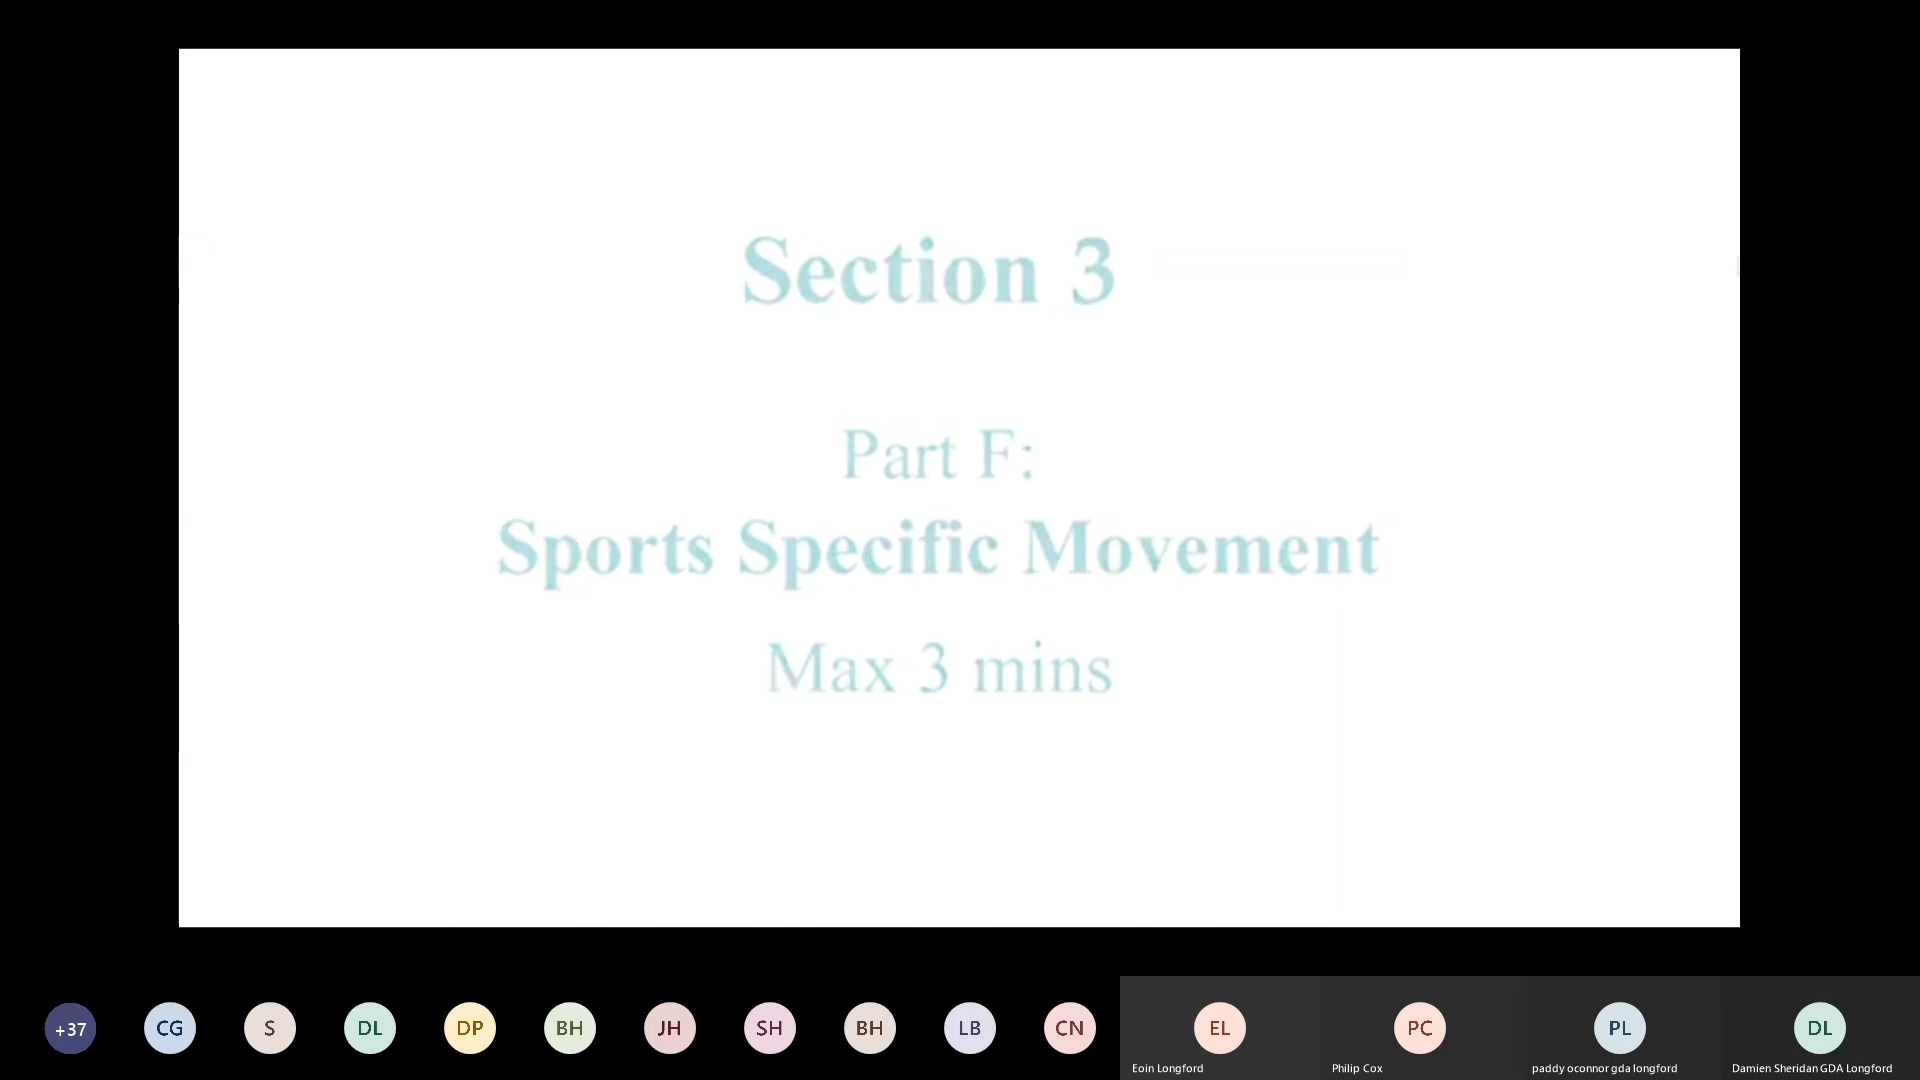 Section 3
Part F:
Sports Specific Movement
Max 3 mins
+37
CG
S
DL
DP
BH
JH
SH
BH
LB
CN
EL
PC
PL
DL
Eoin Longford
Philip Cox
paddy oconnor gda longford
Damien Sheridan GDA Longford